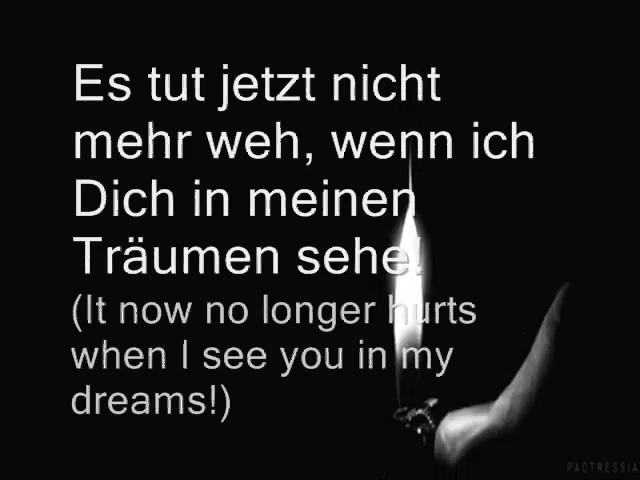 Es tut jetzt nicht
mehr weh, wenn ich
Dich in meinen
Träumen sehe!
(It now no longer hurts
when I see you in my
dreams!)
PAOTRESSIA